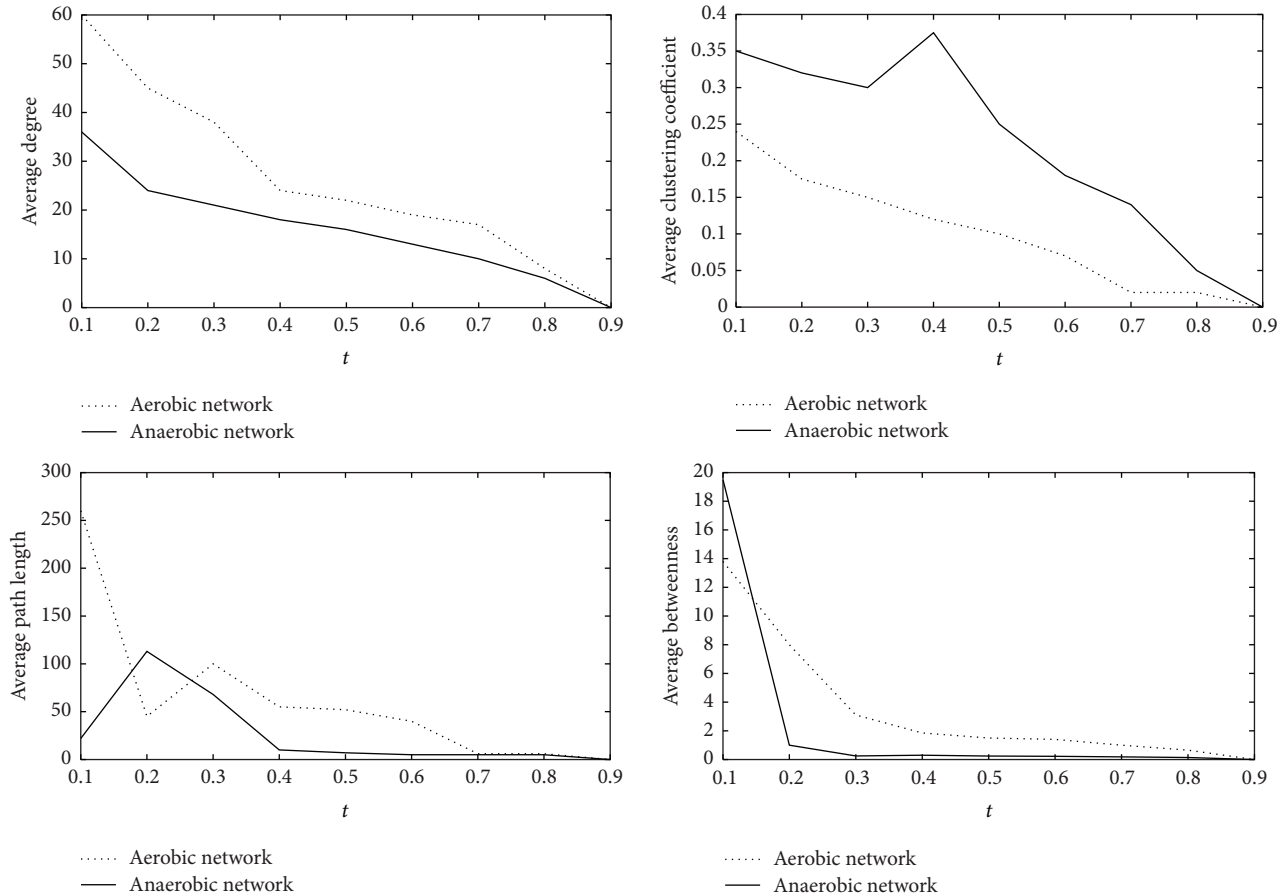 Average degree
60
50
40
30
20
10
0
0.1 0.2 0.3 0.4 0.5 0.6 0.7 0.8 0.9
t
Aerobic network
Anaerobic network
Average clustering coefficient
0.4
0.35
0.3
0.25
0.2
0.15
0.1
0.05
0
0.1 0.2 0.3 0.4 0.5 0.6 0.7 0.8 0.9
t
Aerobic network
Anaerobic network
Average path length
300
250
200
150
100
50
0
0.1 0.2 0.3 0.4 0.5 0.6 0.7 0.8 0.9
t
Aerobic network
Anaerobic network
Average betweenness
20
18
16
14
12
10
8
6
4
2
0
0.1 0.2 0.3 0.4 0.5 0.6 0.7 0.8 0.9
t
Aerobic network
Anaerobic network